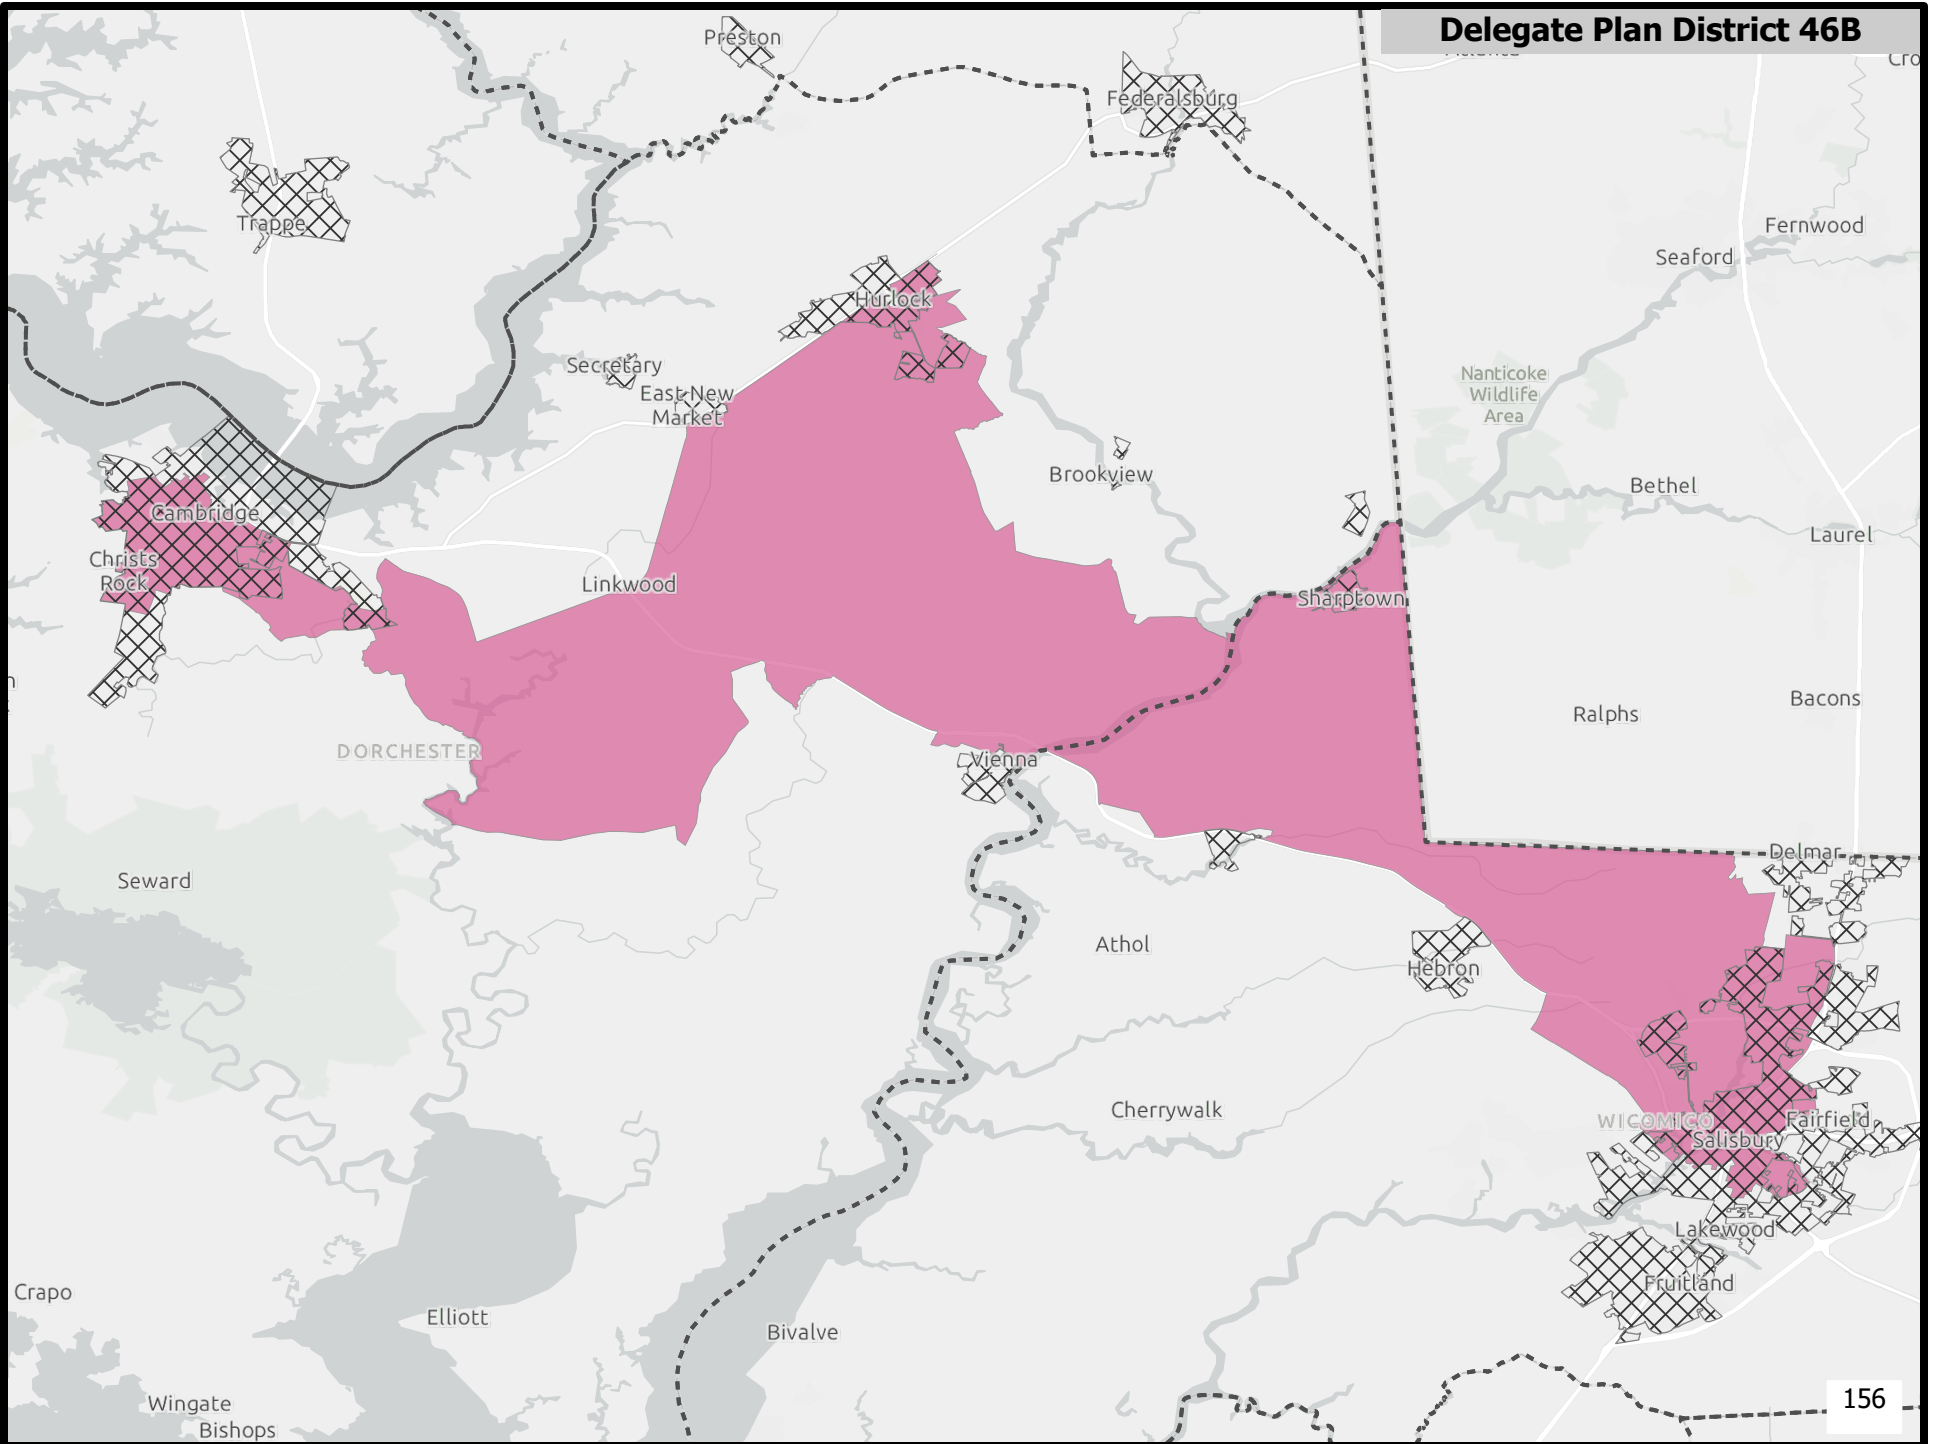 Delegate Plan District 46B
Preston
Federalsburg
Trappe
Fernwood
Seaford
Hurlock
Secretary
East New
Market
Nanticoke
Wildlife
Area
Brookview
Bethel
Cambridge
Laurel
Christs
Rock
Linkwood
Sharptown
Bacons
Ralphs
DORCHESTER
Vienna
Delmar
Seward
Athol
Hebron
Cherrywalk
WICOMICO
Fairfield
Salisbury
Lakewood
Fruitland
Crapo
Elliott
Bivalve
Wingate
Bishops
156